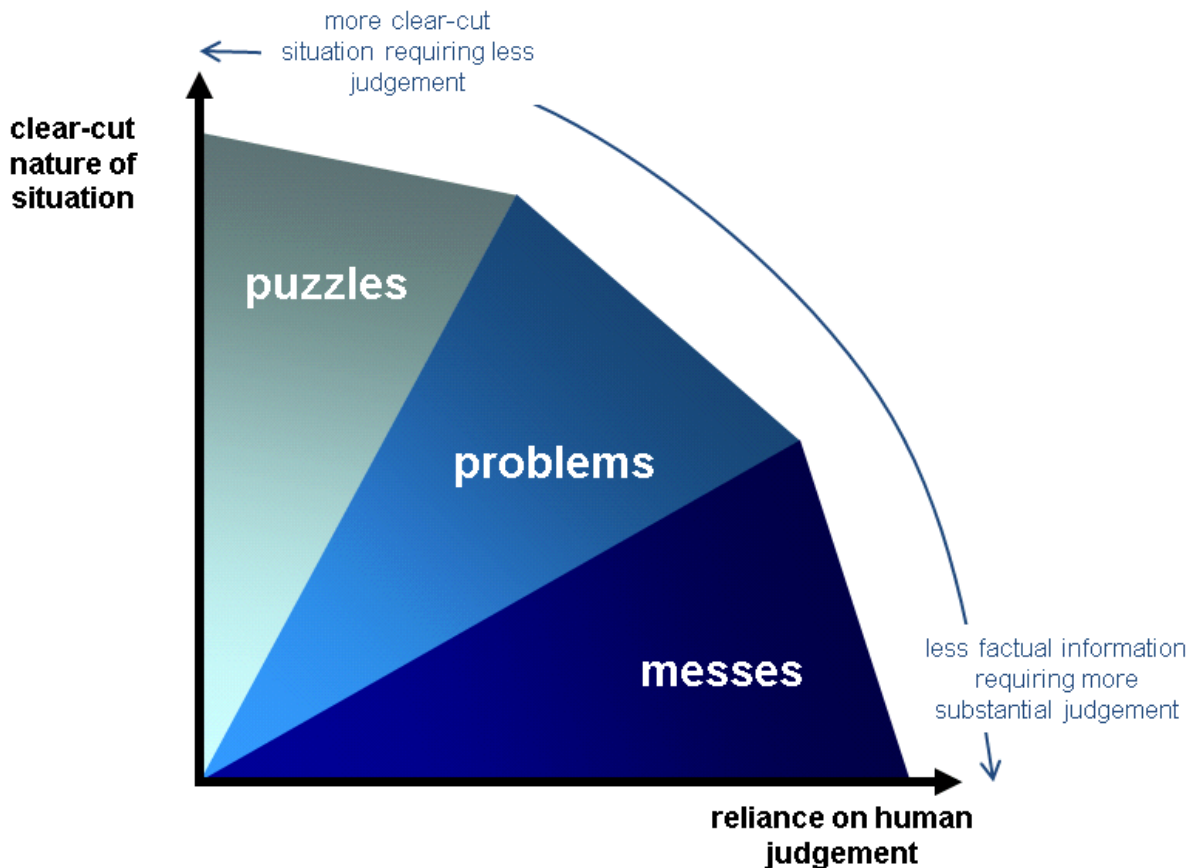 more clear-cut
situation requiring less
judgement
clear-cut
nature of
situation
puzzles
problems
messes
less factual information
requiring more
substantial judgement
reliance on human
judgement